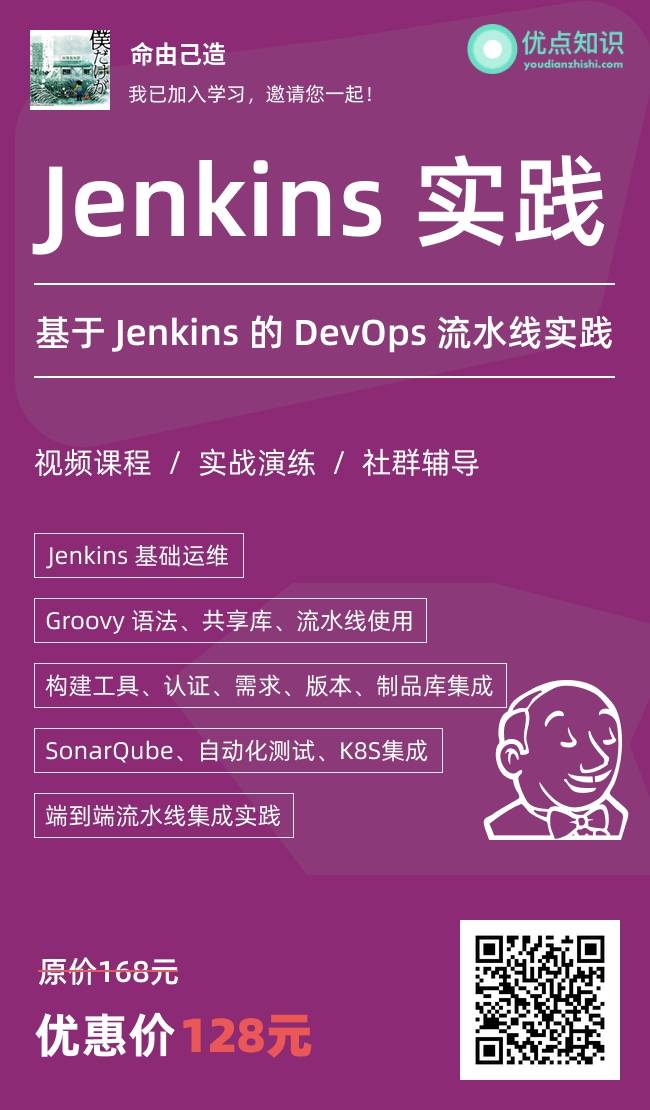 僕だけが
命由己造
优点知识
youdianzhishi.com
我已加入学习，邀请您一起！
Jenkins 实践
基于 Jenkins 的 DevOps 流水线实践
视频课程 / 实战演练 / 社群辅导
Jenkins 基础运维
Groovy 语法、共享库、流水线使用
构建工具、认证、需求、版本、制品库集成
SonarQube、自动化测试、K8S集成
端到端流水线集成实践
原价168元
优惠价128元